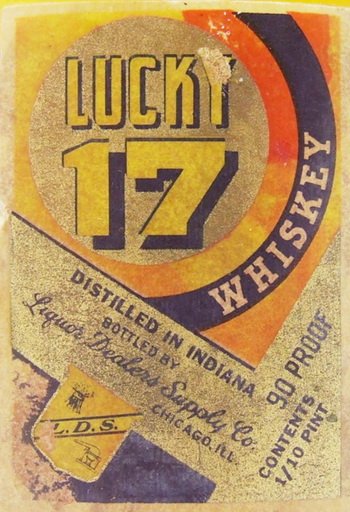 LUCKY
17
WHISKEY
DISTILLED IN INDIANA
BOTTLED BY
Liquor Dealers Supply Co.
CHICAGO, ILL.
90 PROOF
CONTENTS
1/10 PINT
L.D.S.